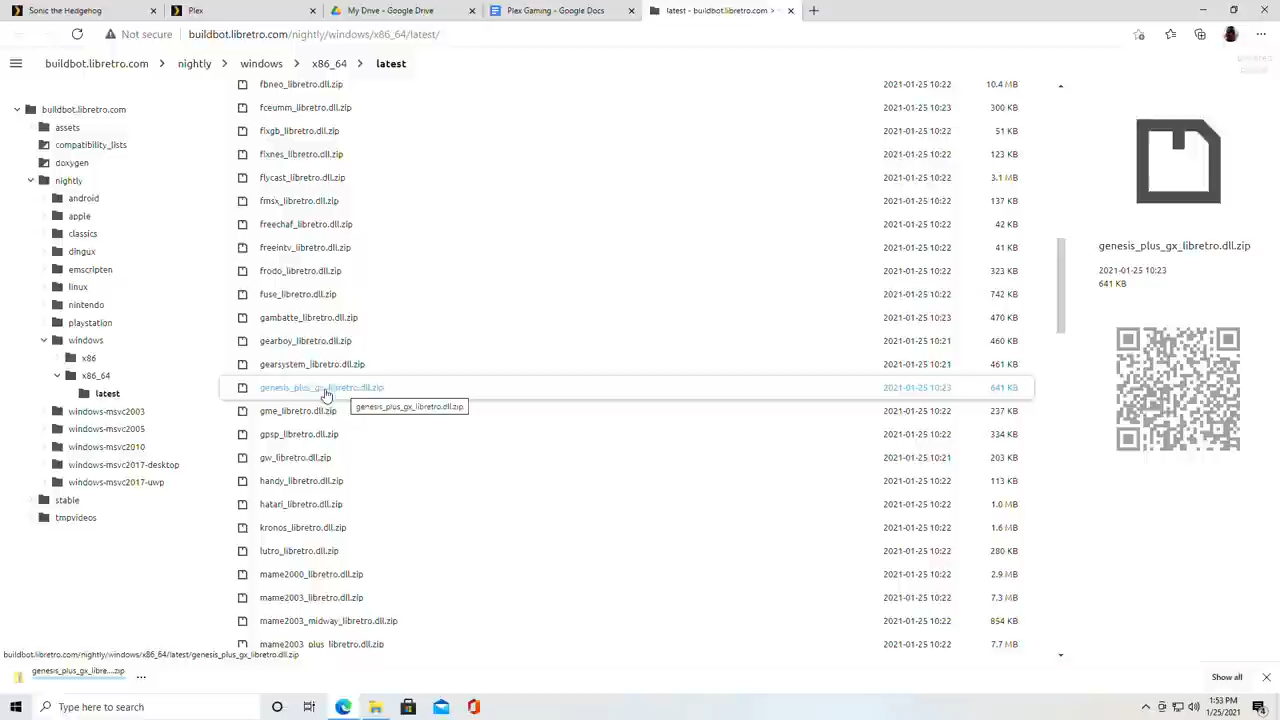 Sonic the Hedgehog
Plex
My Drive - Google Drive
Plex Gaming - Google Docs
latest - buildbot.libretro.com >
Not secure
buildbot.libretro.com/nightly/windows/x86_64/latest/
buildbot.libretro.com > nightly > windows > x86_64 > latest
buildbot.libretro.com
assets
compatibility_lists
doxygen
nightly
android
apple
classics
dingux
emscripten
linux
nintendo
playstation
windows
x86
x86_64
latest
windows-msvc2003
windows-msvc2005
windows-msvc2010
windows-msvc2017-desktop
windows-msvc2017-uwp
stable
tmpvideos
fbneo_libretro.dll.zip 2021-01-25 10:22 10.4 MB
fceumm_libretro.dll.zip 2021-01-25 10:23 300 KB
fixgb_libretro.dll.zip 2021-01-25 10:22 51 KB
fixnes_libretro.dll.zip 2021-01-25 10:22 123 KB
flycast_libretro.dll.zip 2021-01-25 10:22 3.1 MB
fmsx_libretro.dll.zip 2021-01-25 10:22 137 KB
freechaf_libretro.dll.zip 2021-01-25 10:22 42 KB
freeintv_libretro.dll.zip 2021-01-25 10:22 41 KB
frodo_libretro.dll.zip 2021-01-25 10:22 323 KB
fuse_libretro.dll.zip 2021-01-25 10:22 742 KB
gambatte_libretro.dll.zip 2021-01-25 10:23 470 KB
gearboy_libretro.dll.zip 2021-01-25 10:21 460 KB
gearsystem_libretro.dll.zip 2021-01-25 10:21 461 KB
genesis_plus_gx_libretro.dll.zip 2021-01-25 10:23 641 KB
genesis_plus_gx_libretro.dll.zip
gme_libretro.dll.zip 2021-01-25 10:22 237 KB
gpsp_libretro.dll.zip 2021-01-25 10:22 334 KB
gw_libretro.dll.zip 2021-01-25 10:21 203 KB
handy_libretro.dll.zip 2021-01-25 10:22 113 KB
hatari_libretro.dll.zip 2021-01-25 10:22 1.0 MB
kronos_libretro.dll.zip 2021-01-25 10:22 1.6 MB
lutro_libretro.dll.zip 2021-01-25 10:22 280 KB
mame2000_libretro.dll.zip 2021-01-25 10:22 2.9 MB
mame2003_libretro.dll.zip 2021-01-25 10:22 7.3 MB
mame2003_midway_libretro.dll.zip 2021-01-25 10:22 854 KB
mame2003_plus_libretro.dll.zip 2021-01-25 10:22 7.7 MB
genesis_plus_gx_libretro.dll.zip
2021-01-25 10:23
641 KB
buildbot.libretro.com/nightly/windows/x86_64/latest/genesis_plus_gx_libretro.dll.zip
genesis_plus_gx_libre....zip
Show all
Type here to search
1:53 PM
1/25/2021
4